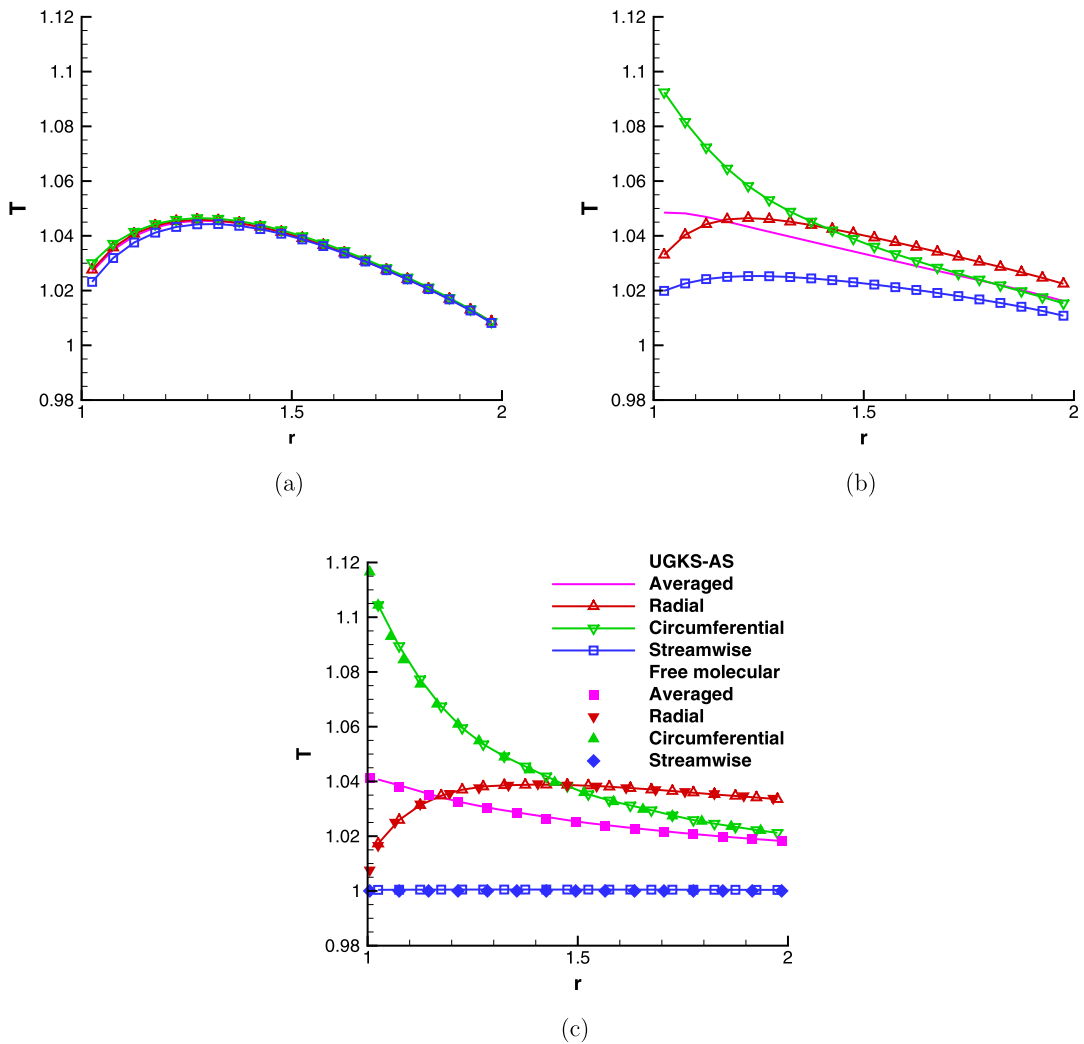 1.12
1.1
1.08
1.06
1.04
1.02
1
0.98
T
1
1.5
2
r
(a)
1.12
1.1
1.08
1.06
1.04
1.02
1
0.98
T
1
1.5
2
r
(b)
1.12
1.1
1.08
1.06
1.04
1.02
1
0.98
T
1
1.5
2
r
UGKS-AS
Averaged
Radial
Circumferential
Streamwise
Free molecular
Averaged
Radial
Circumferential
Streamwise
(c)